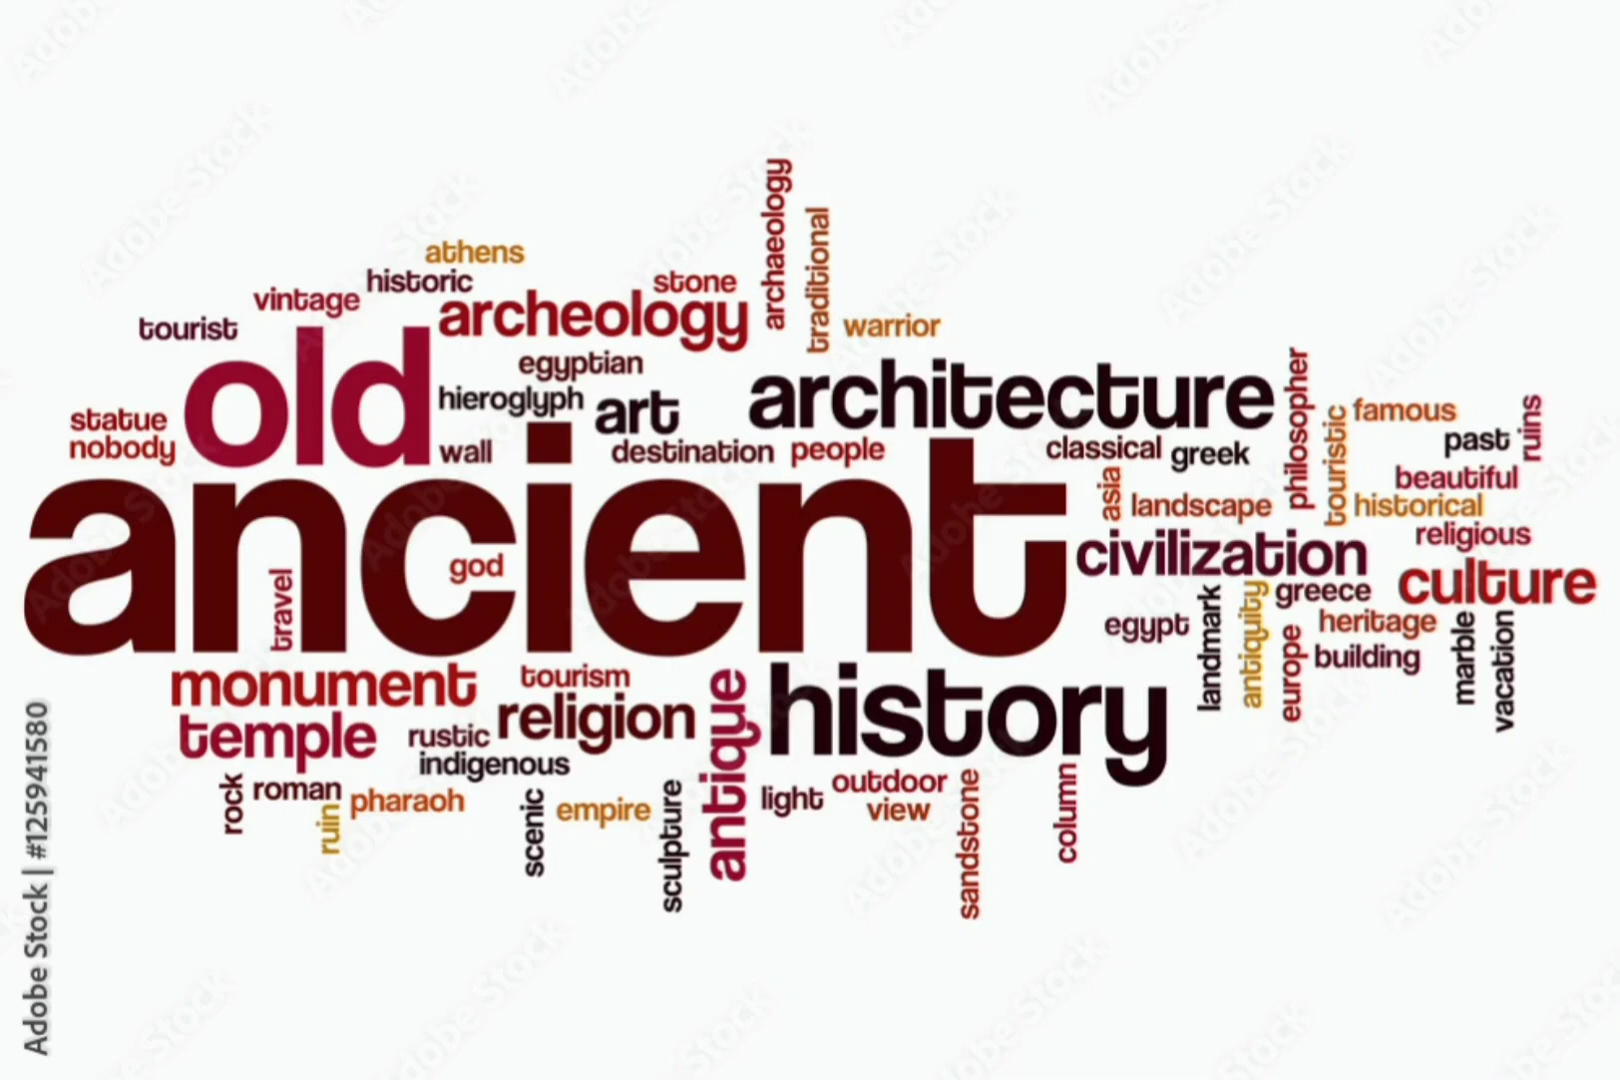 archaeology
traditional
athens
historic
stone
vintage
archeology
tourist
warrior
old
egyptian
architecture
philosopher
hieroglyph
art
statue
famous
ruins
touristic
nobody
wall
destination
people
classical
greek
past
ancient
asia
landscape
beautiful
historical
religious
god
travel
civilization
culture
greece
egypt
landmark
antiquity
heritage
europe
building
marble
vacation
monument
tourism
antique
history
temple
rustic
religion
indigenous
rock
roman
ruin
pharaoh
scenic
empire
sculpture
light
outdoor
view
sandstone
column
Adobe Stock | #125941580